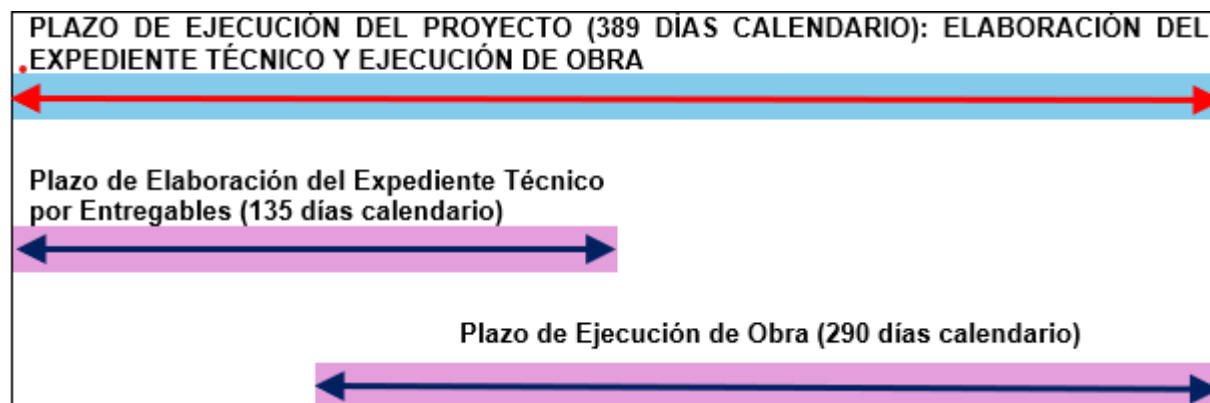 PLAZO DE EJECUCIÓN DEL PROYECTO (389 DÍAS CALENDARIO): ELABORACIÓN DEL
EXPEDIENTE TÉCNICO Y EJECUCIÓN DE OBRA
Plazo de Elaboración del Expediente Técnico
por Entregables (135 días calendario)
Plazo de Ejecución de Obra (290 días calendario)